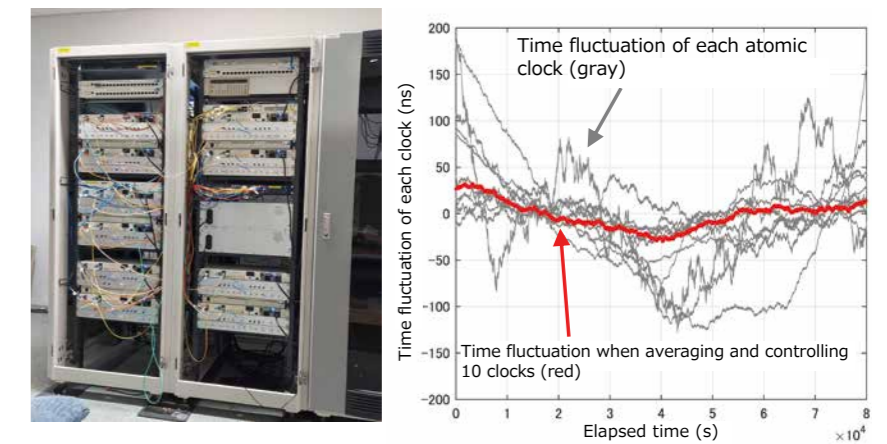 Time fluctuation of each clock (ns)
200
150
100
50
0
-50
-100
-150
-200
Time fluctuation of each atomic
clock (gray)
Time fluctuation when averaging and controlling
10 clocks (red)
0 1 2 3 4 5 6 7 8
Elapsed time (s)
×10⁴